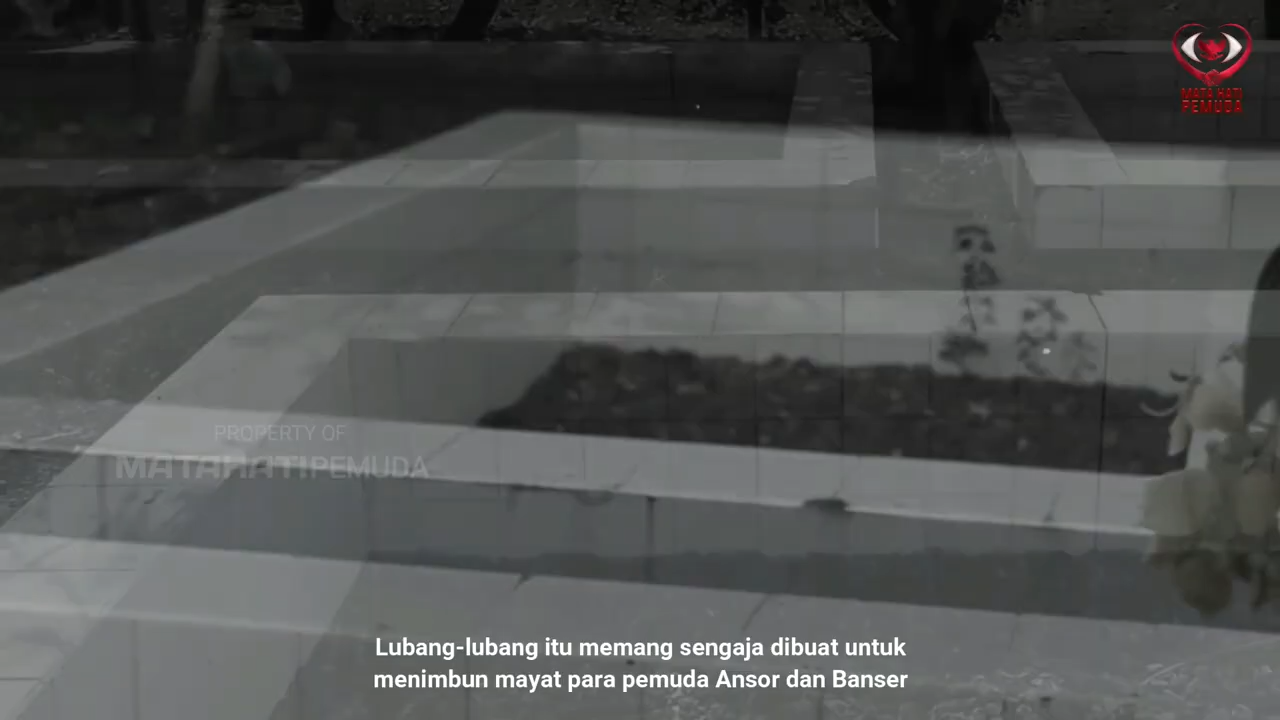 MATA HATI
PEMUDA
PROPERTY OF
MATAHATIPEMUDA
Lubang-lubang itu memang sengaja dibuat untuk
menimbun mayat para pemuda Ansor dan Banser